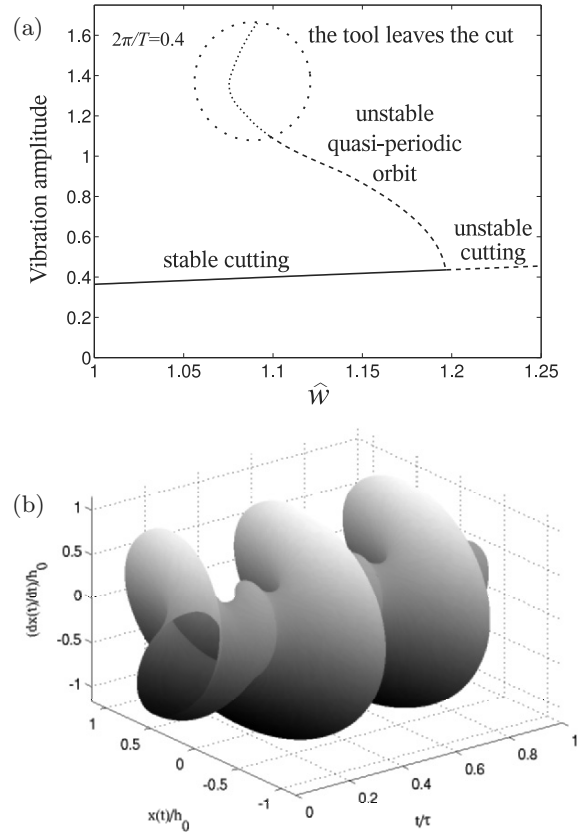 (a)
1.6
1.4
1.2
1
0.8
0.6
0.4
0.2
0
2π/T=0.4
the tool leaves the cut
unstable
quasi-periodic
orbit
unstable
cutting
stable cutting
Vibration amplitude
1
1.05
1.1
1.15
1.2
1.25
ŵ
(b)
1
0.5
0
-0.5
-1
(dx(t)/dt)/h₀
1
0.5
0
-0.5
-1
x(t)/h₀
0
0.2
0.4
0.6
0.8
1
t/τ